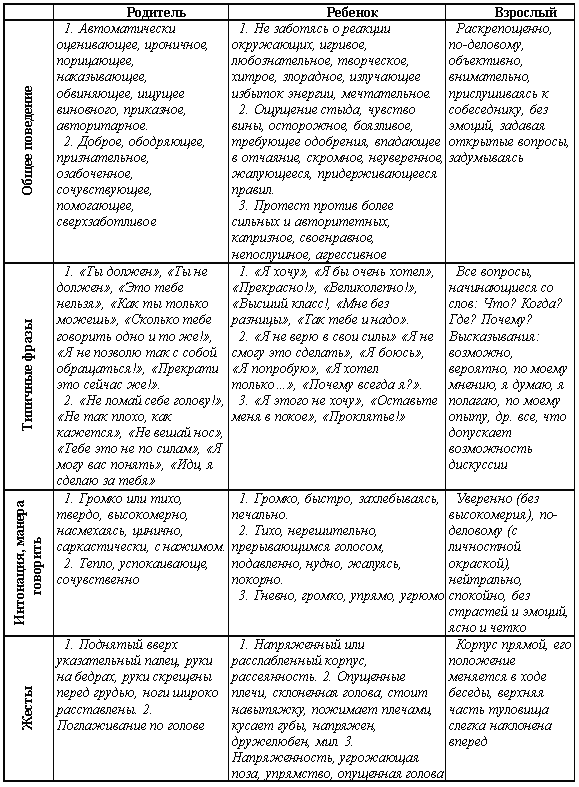 Родитель
Ребенок
Взрослый
Общее поведение
1. Автоматически
оценивающее, ироничное,
порицающее,
наказывающее,
обвиняющее, ищущее
виновного, приказное,
авторитарное.
2. Доброе, ободряющее,
признательное,
озабоченное,
сочувствующее,
помогающее,
сверхзаботливое
1. Не заботясь о реакции
окружающих, игривое,
любознательное, творческое,
хитрое, злорадное, излучающее
избыток энергии, мечтательное.
2. Ощущение стыда, чувство
вины, осторожное, боязливое,
требующее одобрения, впадающее
в отчаяние, скромное, неуверенное,
жалующееся, придерживающееся
правил.
3. Протест против более
сильных и авторитетных,
капризное, своенравное,
непослушное, агрессивное
Раскрепощенно,
по-деловому,
объективно,
внимательно,
прислушиваясь к
собеседнику, без
эмоций, задавая
открытые вопросы,
задумываясь
Типичные фразы
1. «Ты должен», «Ты не
должен», «Это тебе
нельзя», «Как ты только
можешь», «Сколько тебе
говорить одно и то же!»,
«Я не позволю так с собой
обращаться!», «Прекрати
это сейчас же!».
2. «Не ломай себе голову!»,
«Не так плохо, как
кажется», «Не вешай нос»,
«Тебе это не по силам», «Я
могу вас понять», «Иди, я
сделаю за тебя»
1. «Я хочу», «Я бы очень хотел»,
«Прекрасно!», «Великолепно!»,
«Высший класс!, «Мне без
разницы», «Так тебе и надо».
2. «Я не верю в свои силы» «Я не
смогу это сделать», «Я боюсь»,
«Я попробую», «Я хотел
только…», «Почему всегда я?».
3. «Я этого не хочу», «Оставьте
меня в покое», «Проклятье!»
Все вопросы,
начинающиеся со
слов: Что? Когда?
Где? Почему?
Высказывания:
возможно,
вероятно, по моему
мнению, я думаю, я
полагаю, по моему
опыту, др. все, что
допускает
возможность
дискуссии
Интонация, манера
говорить
1. Громко или тихо,
твердо, высокомерно,
насмехаясь, цинично,
саркастически, с нажимом.
2. Тепло, успокаивающе,
сочувственно
1. Громко, быстро, захлебываясь,
печально.
2. Тихо, нерешительно,
прерывающимся голосом,
подавленно, нудно, жалуясь,
покорно.
3. Гневно, громко, упрямо, угрюмо
Уверенно (без
высокомерия), по-
деловому (с
личностной
окраской),
нейтрально,
спокойно, без
страстей и эмоций,
ясно и четко
Жесты
1. Поднятый вверх
указательный палец, руки
на бедрах, руки скрещены
перед грудью, ноги широко
расставлены. 2.
Поглаживание по голове
1. Напряженный или
расслабленный корпус,
рассеянность. 2. Опущенные
плечи, склоненная голова, стоит
навытяжку, пожимает плечами,
кусает губы, напряжен,
дружелюбен, мил. 3.
Напряженность, угрожающая
поза, упрямство, опущенная голова
Корпус прямой, его
положение
меняется в ходе
беседы, верхняя
часть туловища
слегка наклонена
вперед